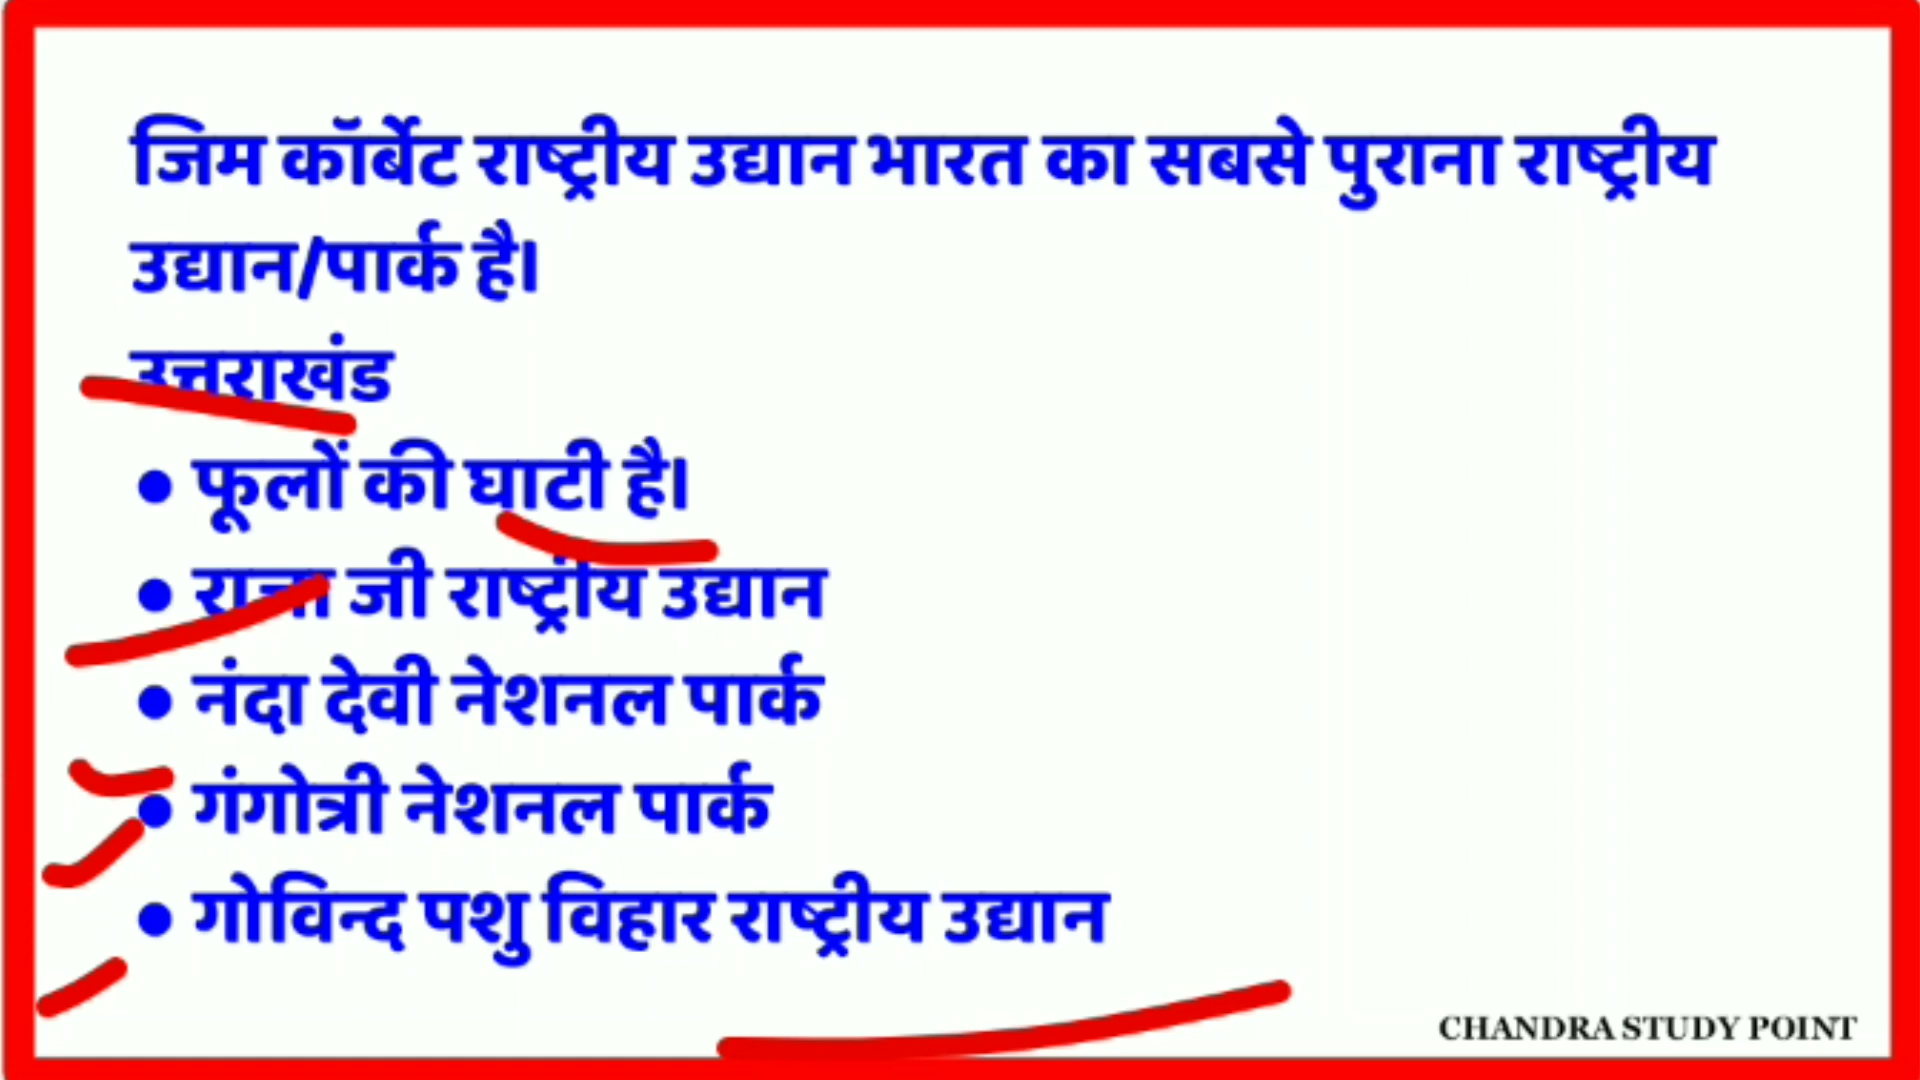 जिम कॉर्बेट राष्ट्रीय उद्यान भारत का सबसे पुराना राष्ट्रीय
उद्यान/पार्क है।
उत्तराखंड
• फूलों की घाटी है।
• राजा जी राष्ट्रीय उद्यान
• नंदा देवी नेशनल पार्क
• गंगोत्री नेशनल पार्क
• गोविन्द पशु विहार राष्ट्रीय उद्यान
CHANDRA STUDY POINT